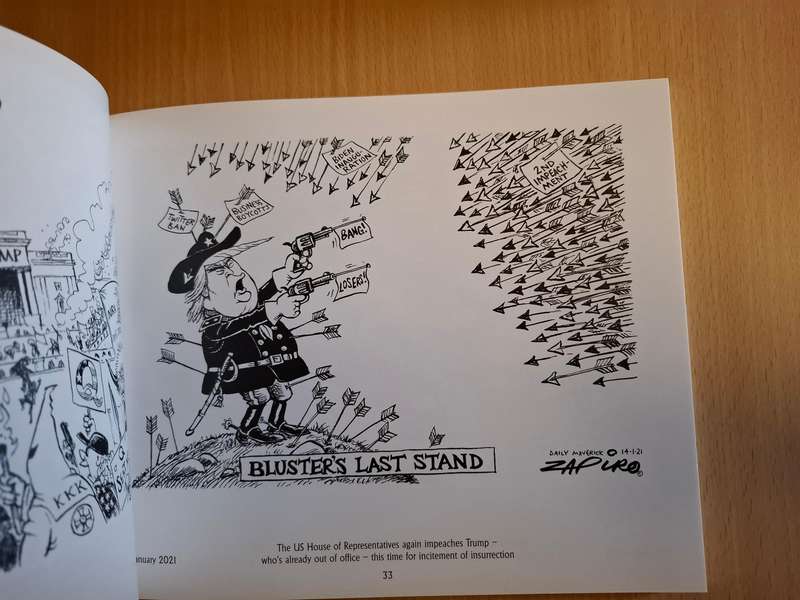 MP
KKK
BIDEN
INAUGU-
RATION
2ND
IMPEACH-
MENT
TWITTER
BAN
BUSINESS
BOYCOTTS
BANG!
LOSERS!!
BLUSTER'S LAST STAND
DAILY MAVERICK © 14-1-21
ZAPIRO ©
The US House of Representatives again impeaches Trump –
anuary 2021
who's already out of office – this time for incitement of insurrection
33